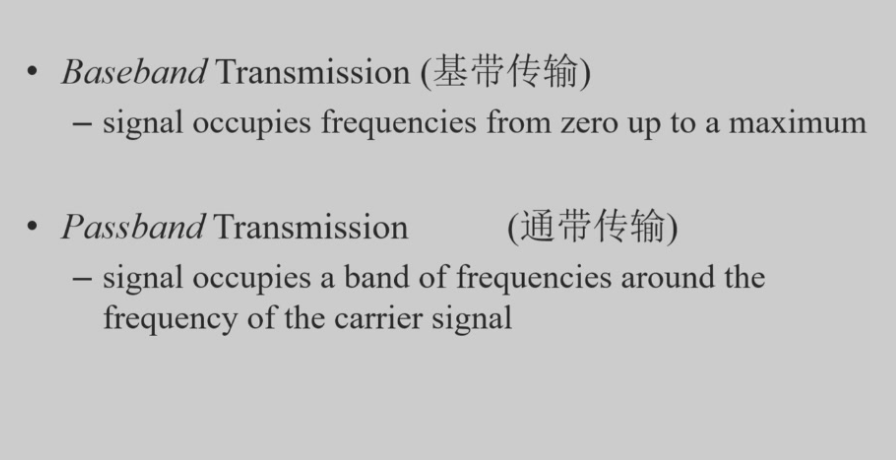 • Baseband Transmission (基带传输)
– signal occupies frequencies from zero up to a maximum
• Passband Transmission (通带传输)
– signal occupies a band of frequencies around the
frequency of the carrier signal